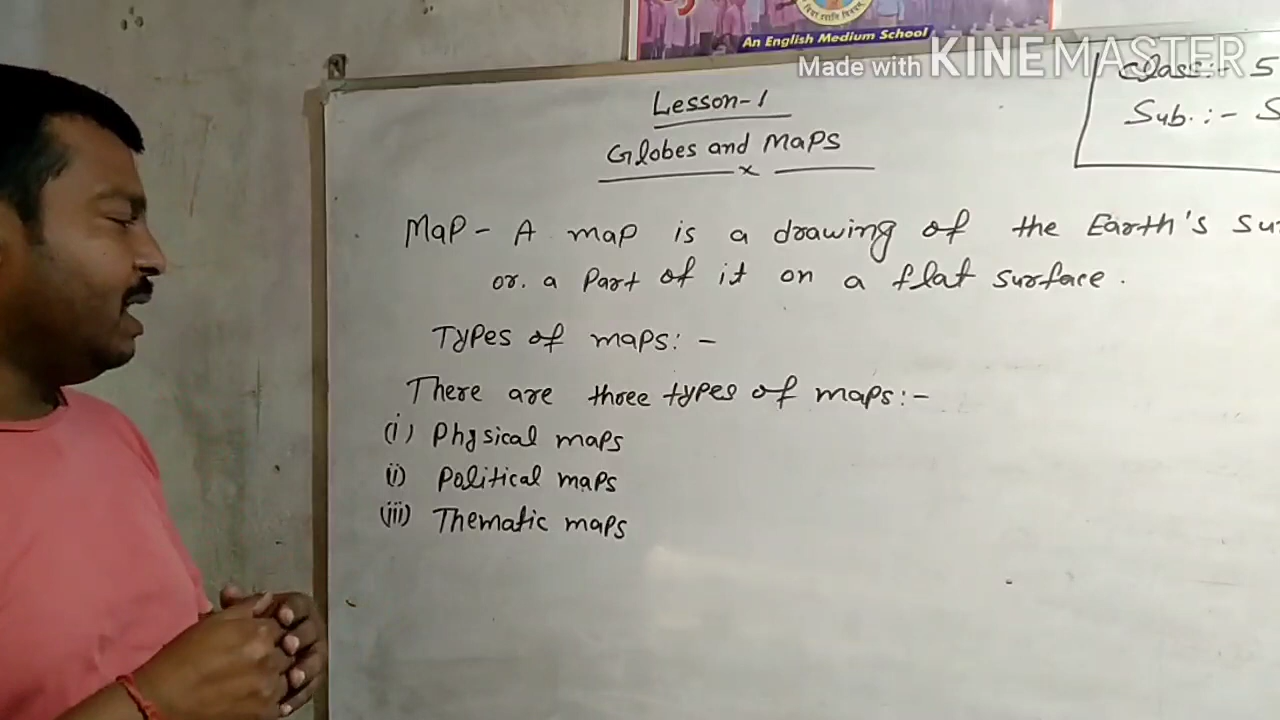 An English Medium School
Made with KINEMASTER
Class:- 5
Sub.:- S
Lesson-1
Globes and Maps
Map - A map is a drawing of the Earth's Su
or. a Part of it on a flat surface.
Types of maps: -
There are three types of maps:-
(i) Physical maps
ii) Political maps
(iii) Thematic maps